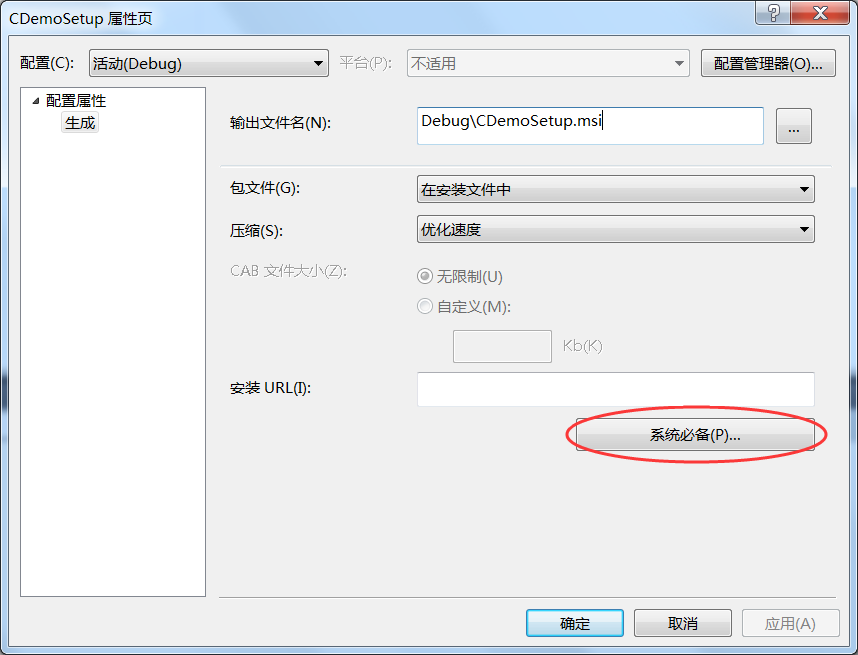 CDemoSetup 属性页
配置(C): 活动(Debug) 平台(P): 不适用 配置管理器(O)...
配置属性
生成
输出文件名(N): Debug\CDemoSetup.msi ...
包文件(G): 在安装文件中
压缩(S): 优化速度
CAB 文件大小(Z): 无限制(U)
自定义(M):
Kb(K)
安装 URL(I):
系统必备(P)...
确定 取消 应用(A)